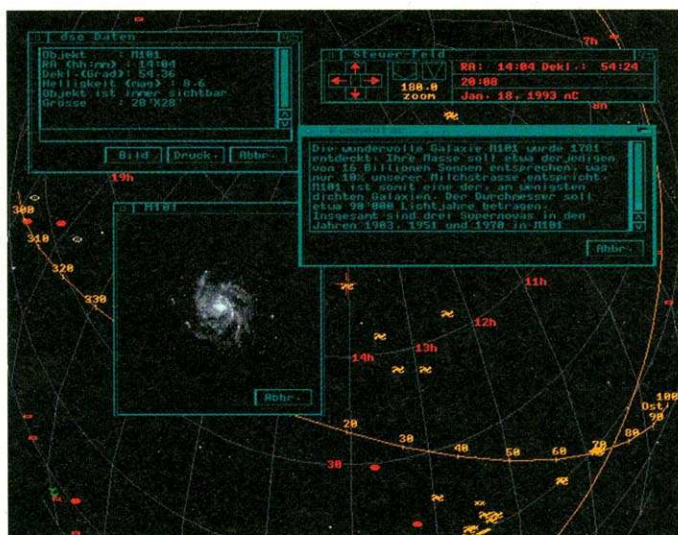 dso Daten
Objekt : M101
RA (hh:mm) : 14:04
Dekl.(Grad): 54.36
Helligkeit (mag) : 8.6
Objekt ist immer sichtbar
Grösse : 28'X28'
Bild Druck. Abbr.
Steuer-Feld
RA: 14:04 Dekl.: 54:24
20:08
Jan. 18, 1993 nC
180.0
ZOOM
7h
8h
Kommentar
Die wundervolle Galaxie M101 wurde 1781
entdeckt. Ihre Masse soll etwa derjenigen
von 16 Billionen Sonnen entsprechen, was
nur 10% unserer Milchstrasse entspricht.
M101 ist somit eine der am wenigsten
dichten Galaxien. Der Durchmesser soll
etwa 90 000 Lichtjahre betragen.
Insgesamt sind drei Supernovas in den
Jahren 1903, 1951 und 1970 in M101
Abbr.
19h
300
310
320
330
M101
Abbr.
11h
12h
13h
14h
20
30
40
50
60
70
80
Ost
90
100
30